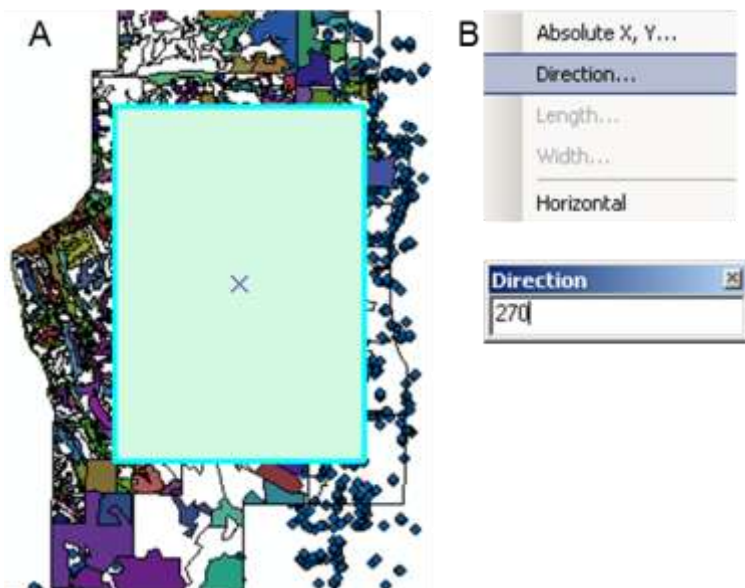 A
B
Absolute X, Y...
Direction...
Length...
Width...
Horizontal
Direction
270